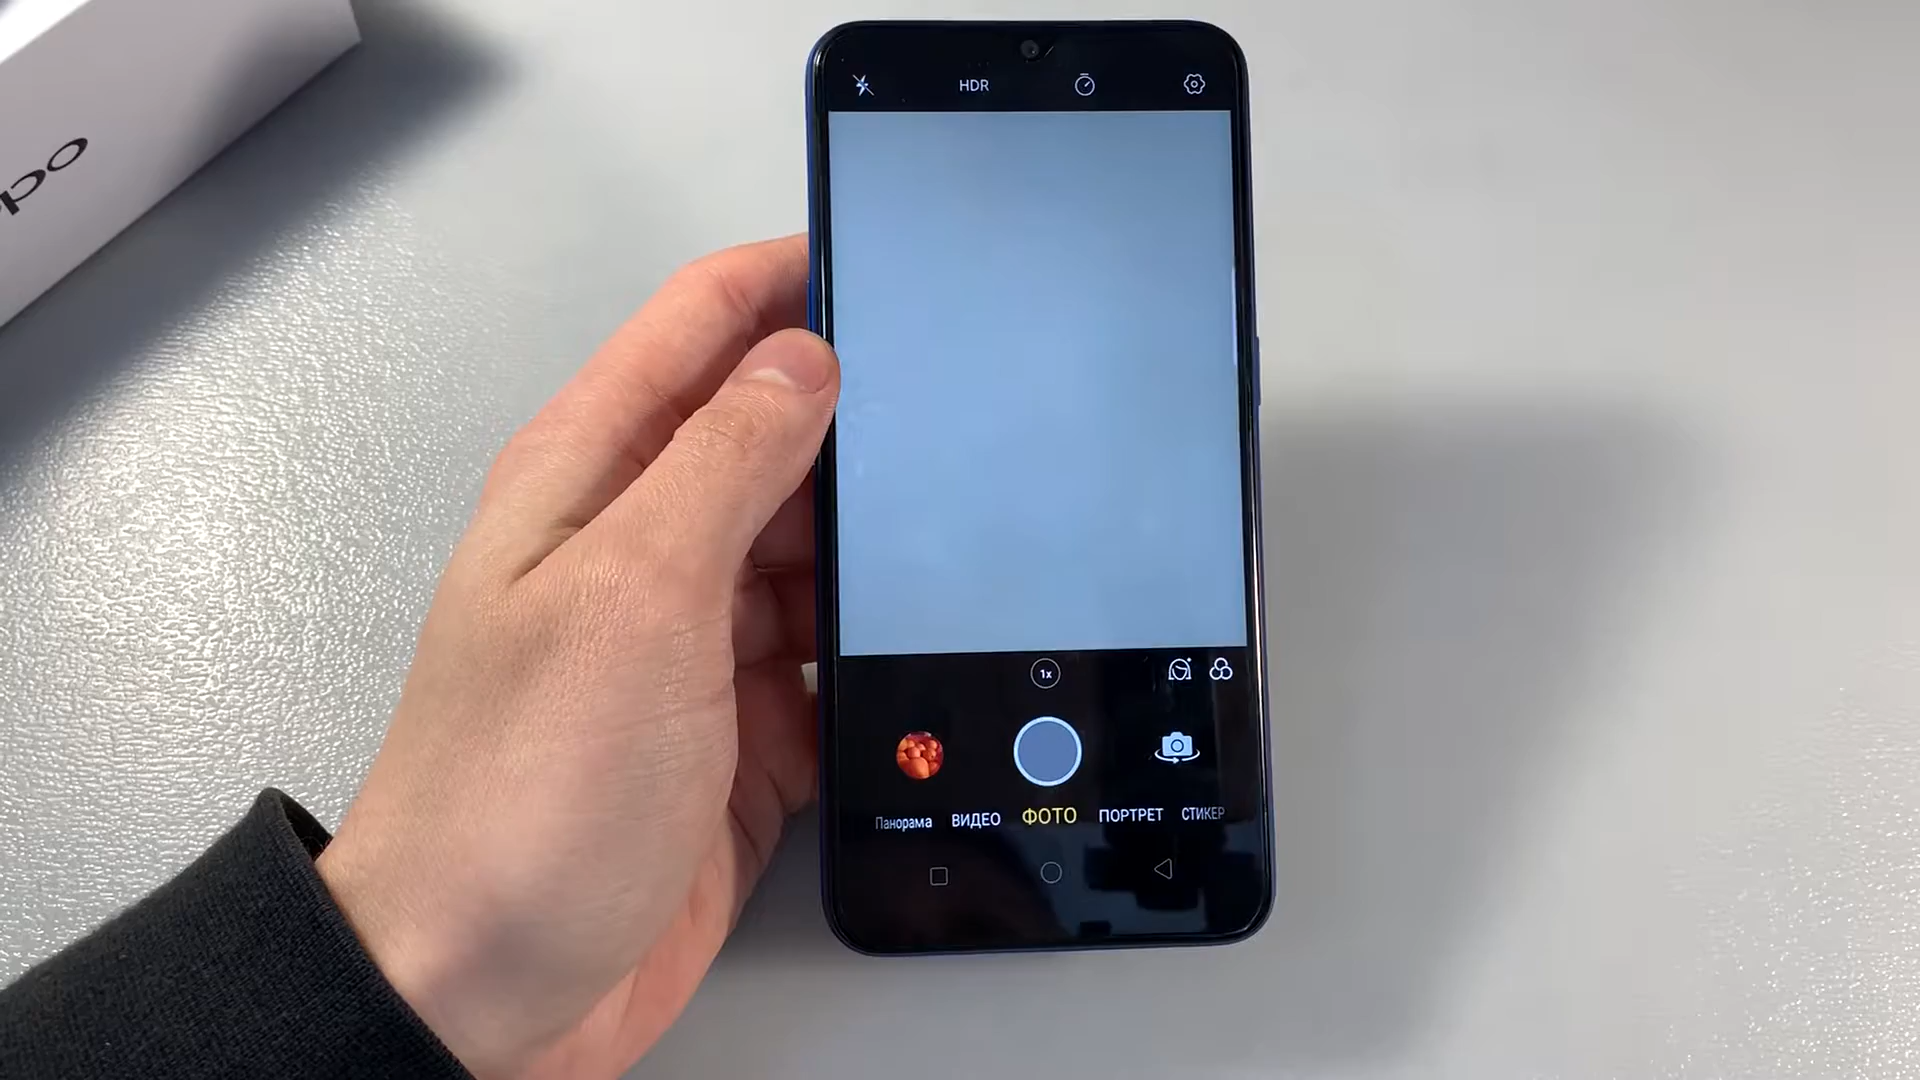 HDR
1x
Панорама ВИДЕО ФОТО ПОРТРЕТ СТИКЕР